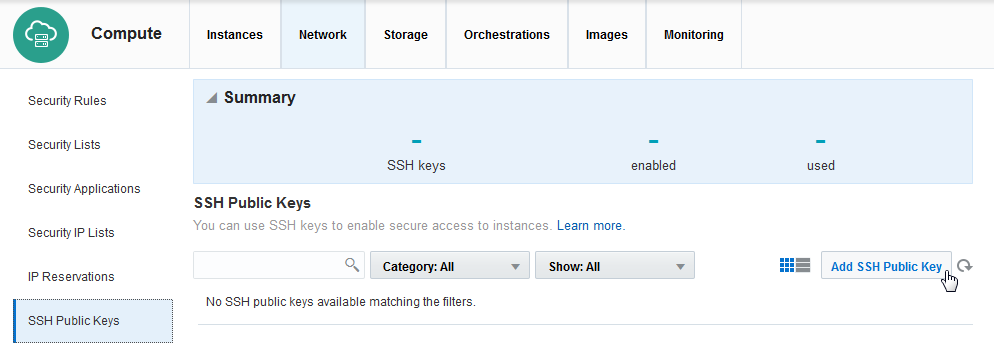 Compute
Instances
Network
Storage
Orchestrations
Images
Monitoring
Security Rules
Security Lists
Security Applications
Security IP Lists
IP Reservations
SSH Public Keys
Summary
- - -
SSH keys enabled used
SSH Public Keys
You can use SSH keys to enable secure access to instances. Learn more.
Category: All
Show: All
Add SSH Public Key
No SSH public keys available matching the filters.